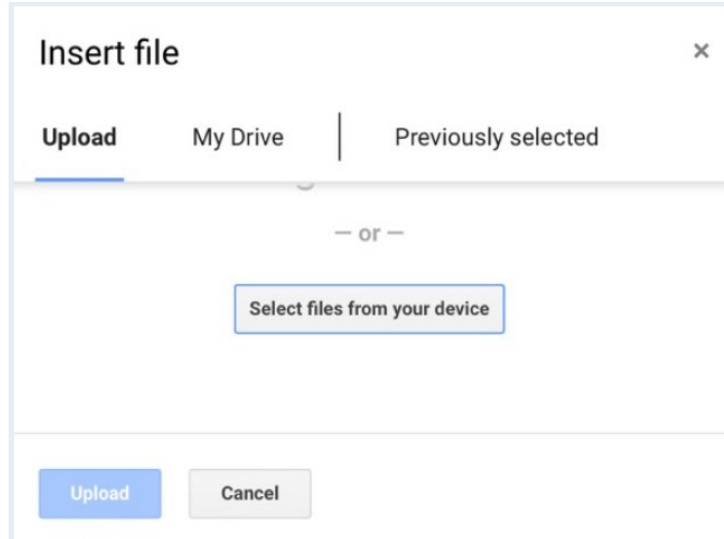 Insert file ×
Upload My Drive Previously selected
— or —
Select files from your device
Upload Cancel